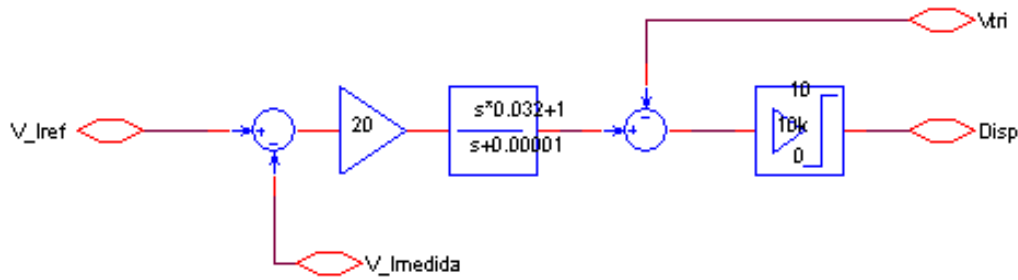 Vtri
V_Iref
+
-
20
s*0.032+1
s+0.00001
-
+
10
10k
0
Disp
V_Imedida